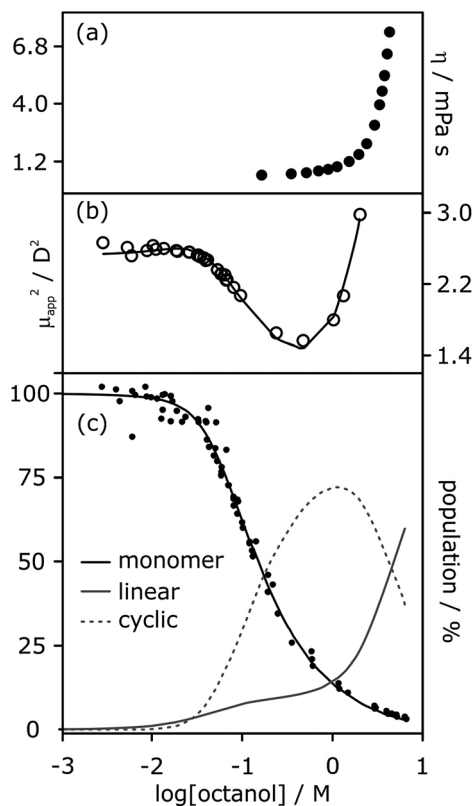 (a)
6.8
4.0
1.2
η / mPa s
(b)
μapp² / D²
3.0
2.2
1.4
(c)
100
75
50
25
0
population / %
monomer
linear
cyclic
-3 -2 -1 0 1
log[octanol] / M